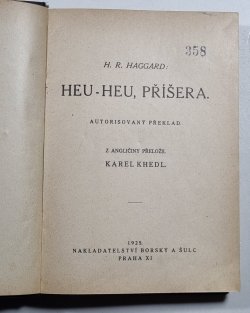 358
H. R. HAGGARD:
HEU-HEU, PŘÍŠERA.
AUTORISOVANÝ PŘEKLAD.
Z ANGLIČINY PŘELOŽIL
KAREL KHEDL.
1925.
NAKLADATELSTVÍ BORSKÝ A ŠULC
PRAHA XI